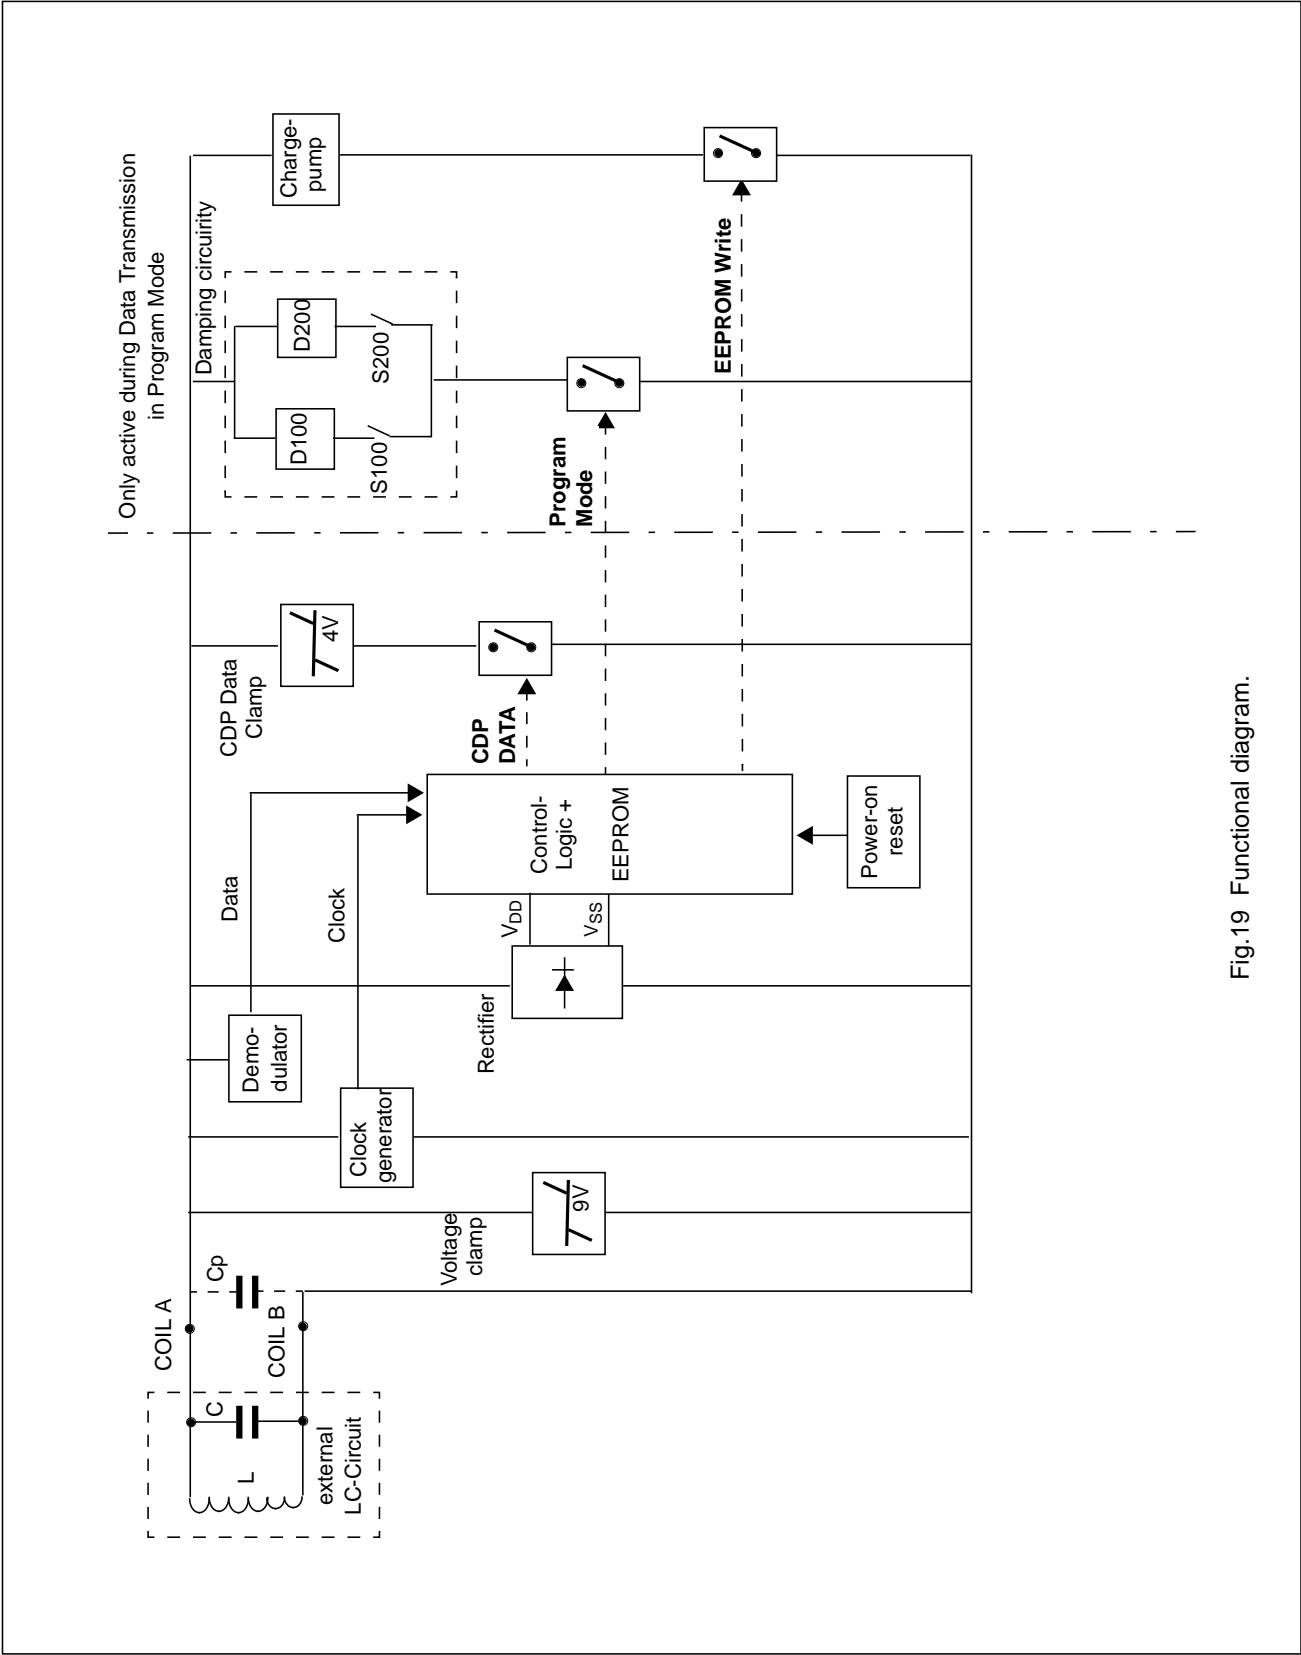 Only active during Data Transmission
in Program Mode
Damping circuirity
Charge-
pump
D100
D200
S100
S200
CDP Data
Clamp
4V
Program
Mode
EEPROM Write
CDP
DATA
Data
Clock
Control-
Logic +
EEPROM
VDD
VSS
Power-on
reset
Rectifier
Demo-
dulator
Clock
generator
Voltage
clamp
9V
COIL A
Cp
COIL B
C
L
external
LC-Circuit
Fig.19 Functional diagram.